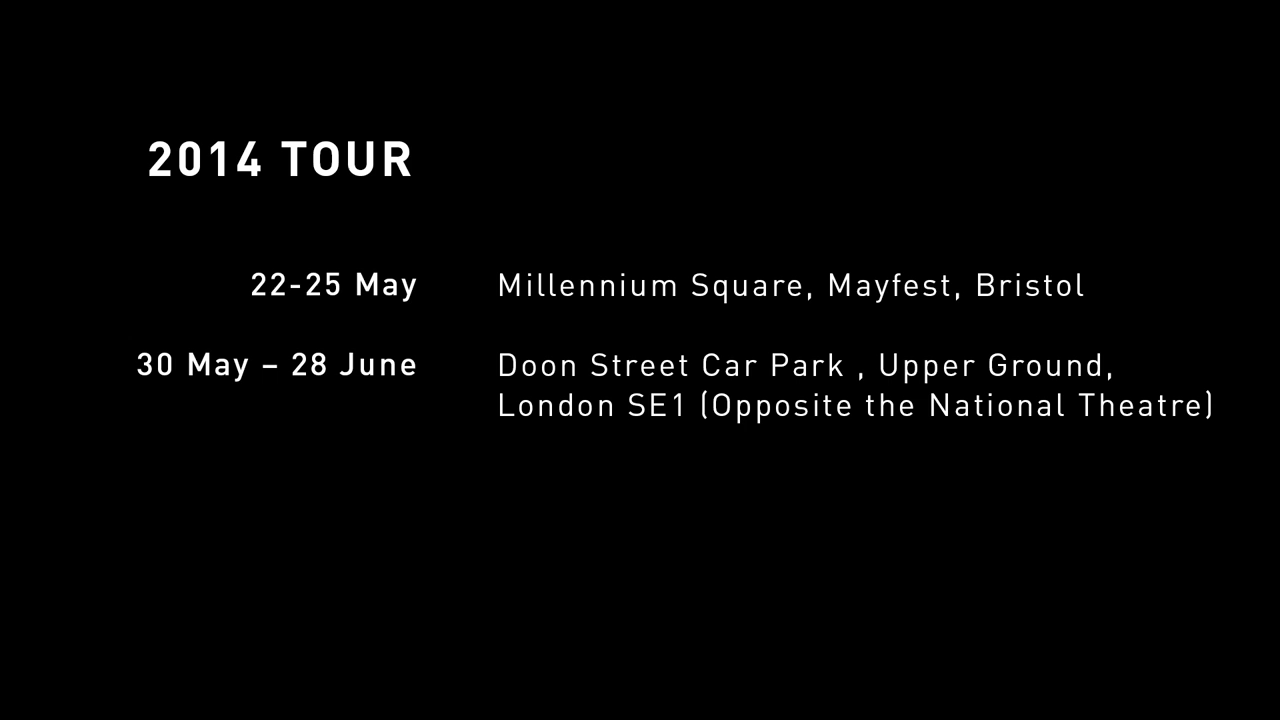 2014 TOUR
22-25 May Millennium Square, Mayfest, Bristol
30 May – 28 June Doon Street Car Park , Upper Ground,
London SE1 (Opposite the National Theatre)